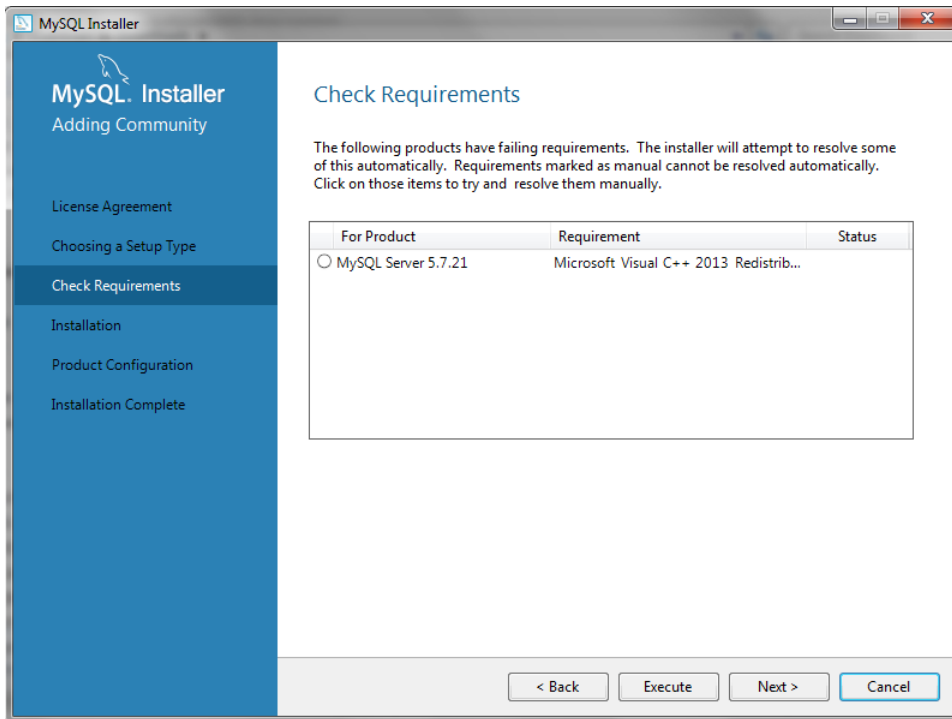 MySQL Installer
MySQL. Installer
Adding Community
License Agreement
Choosing a Setup Type
Check Requirements
Installation
Product Configuration
Installation Complete
Check Requirements
The following products have failing requirements. The installer will attempt to resolve some
of this automatically. Requirements marked as manual cannot be resolved automatically.
Click on those items to try and resolve them manually.
For Product Requirement Status
MySQL Server 5.7.21 Microsoft Visual C++ 2013 Redistrib...
< Back Execute Next > Cancel